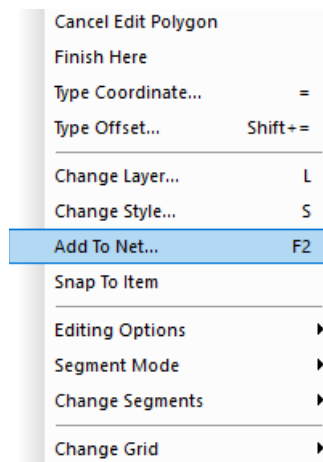 Cancel Edit Polygon
Finish Here
Type Coordinate... =
Type Offset... Shift+=
Change Layer... L
Change Style... S
Add To Net... F2
Snap To Item
Editing Options
Segment Mode
Change Segments
Change Grid